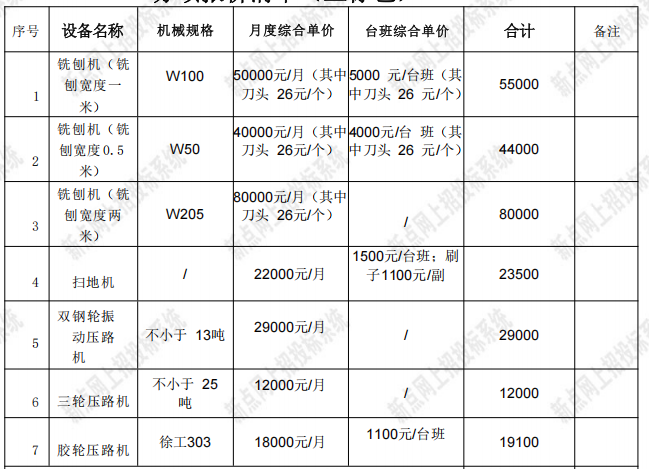 序号 设备名称 机械规格 月度综合单价 台班综合单价 合计 备注
1 铣刨机（铣刨宽度一米） W100 50000元/月（其中刀头 26元/个） 5000 元/台班（其中刀头 26 元/个） 55000
2 铣刨机（铣刨宽度0.5米） W50 40000元/月（其中刀头 26元/个） 4000元/台 班（其中刀头 26 元/个） 44000
3 铣刨机（铣刨宽度两米） W205 80000元/月（其中刀头 26元/个） / 80000
4 扫地机 / 22000元/月 1500元/台班；刷子1100元/副 23500
5 双钢轮振动压路机 不小于 13吨 29000元/月 / 29000
6 三轮压路机 不小于 25吨 12000元/月 / 12000
7 胶轮压路机 徐工303 18000元/月 1100元/台班 19100
新点网上招投标系统